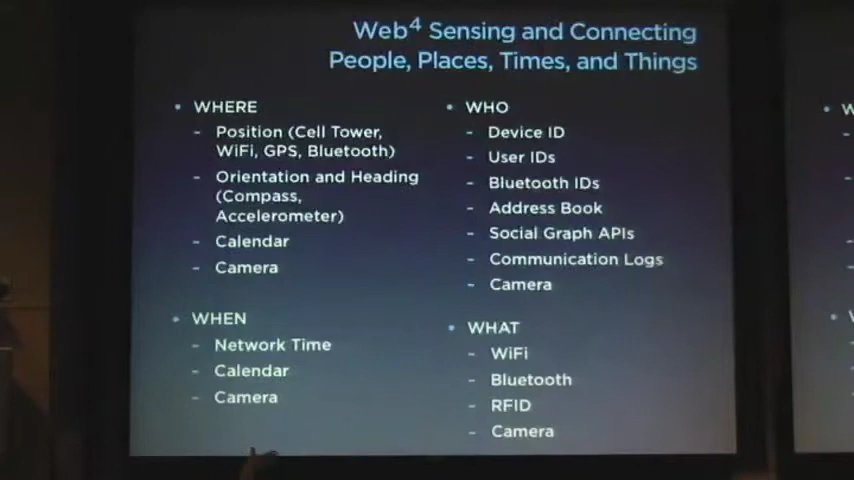 Web⁴ Sensing and Connecting
People, Places, Times, and Things
• WHERE
- Position (Cell Tower,
WiFi, GPS, Bluetooth)
- Orientation and Heading
(Compass,
Accelerometer)
- Calendar
- Camera
• WHEN
- Network Time
- Calendar
- Camera
• WHO
- Device ID
- User IDs
- Bluetooth IDs
- Address Book
- Social Graph APIs
- Communication Logs
- Camera
• WHAT
- WiFi
- Bluetooth
- RFID
- Camera